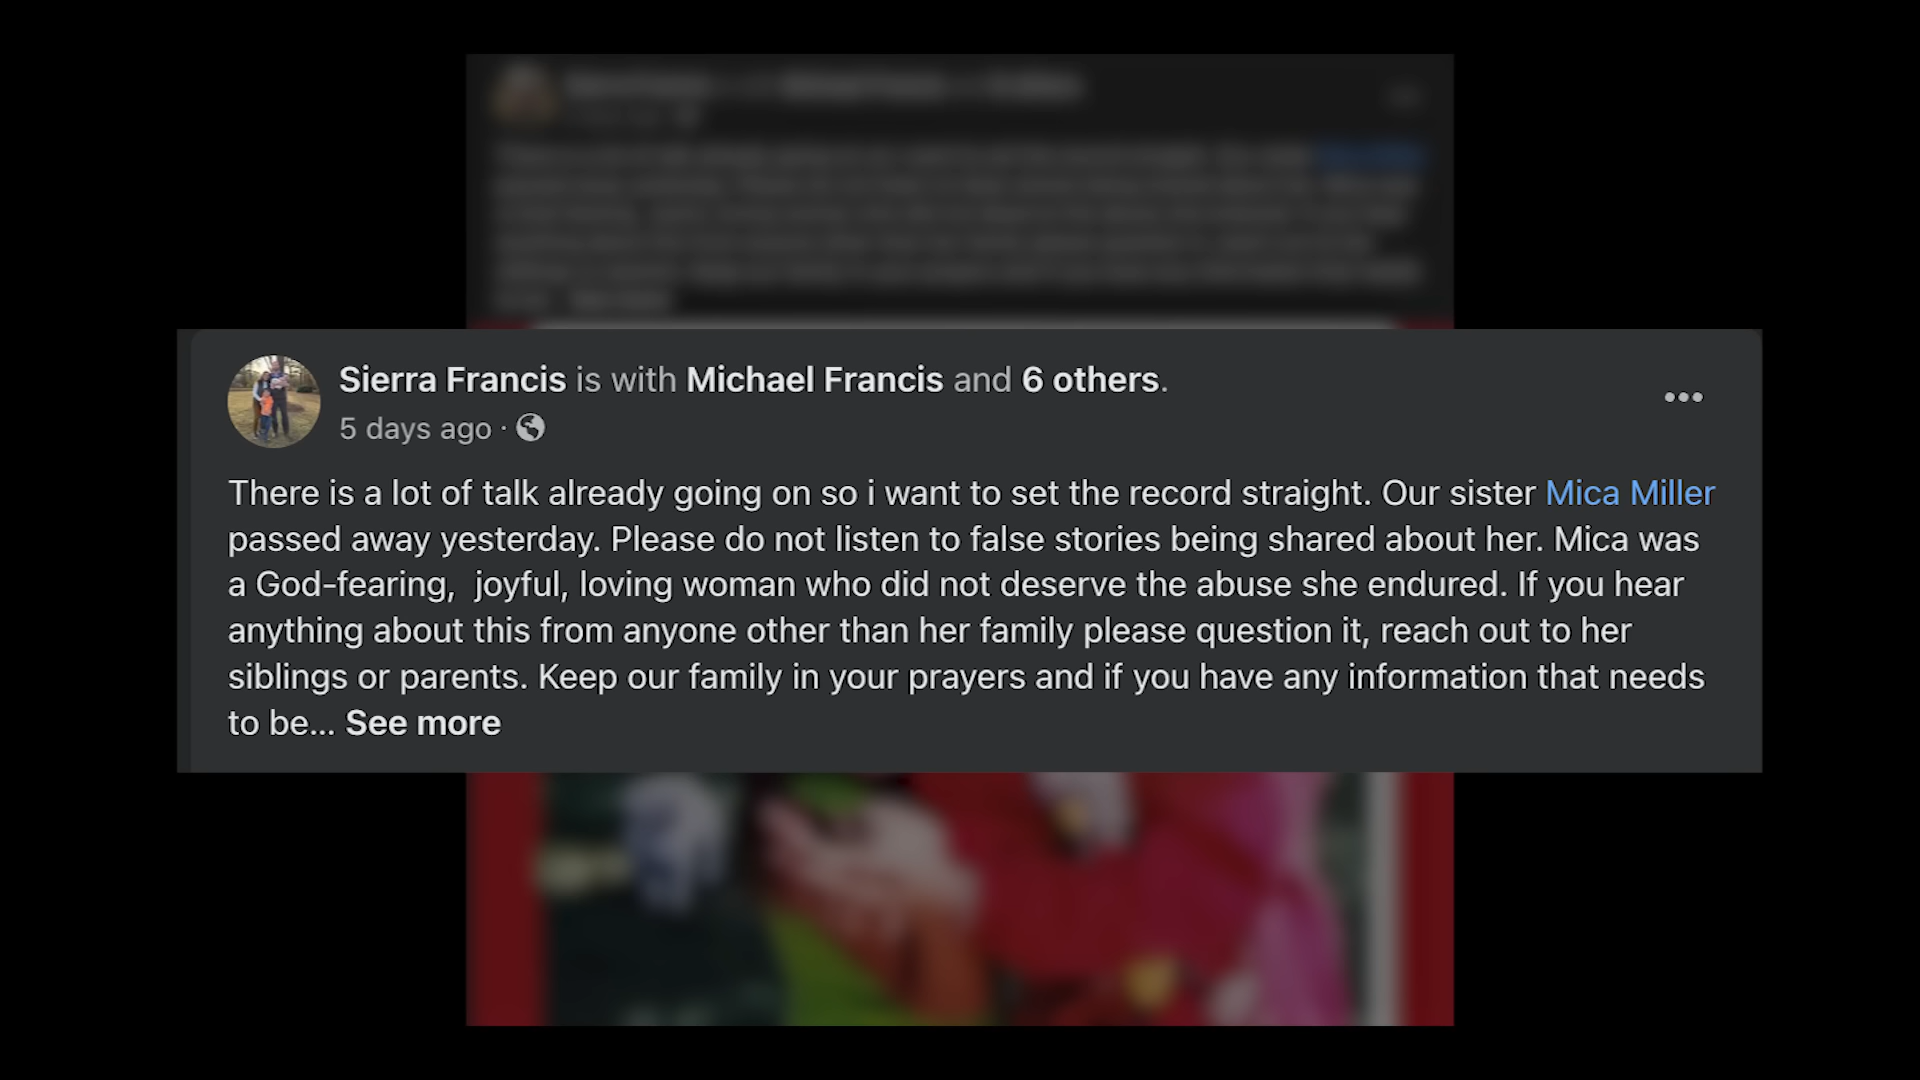 Sierra Francis is with Michael Francis and 6 others.
5 days ago ·
There is a lot of talk already going on so i want to set the record straight. Our sister Mica Miller
passed away yesterday. Please do not listen to false stories being shared about her. Mica was
a God-fearing,  joyful, loving woman who did not deserve the abuse she endured. If you hear
anything about this from anyone other than her family please question it, reach out to her
siblings or parents. Keep our family in your prayers and if you have any information that needs
to be... See more